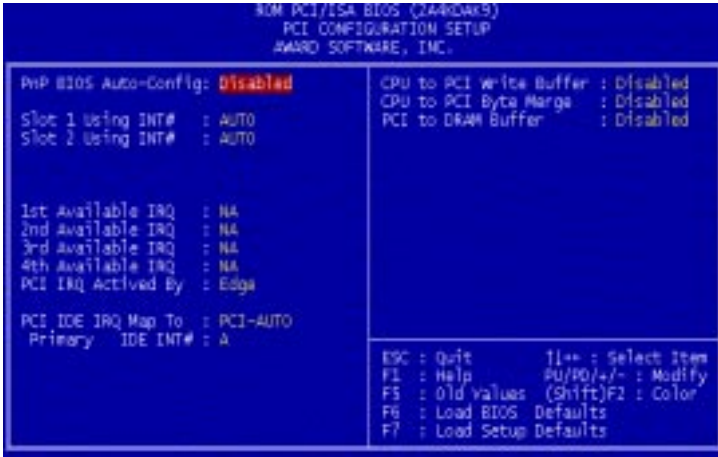 ROM PCI/ISA BIOS (2A4KDAK9)
PCI CONFIGURATION SETUP
AWARD SOFTWARE, INC.
PnP BIOS Auto-Config: Disabled
Slot 1 Using INT# : AUTO
Slot 2 Using INT# : AUTO
1st Available IRQ : NA
2nd Available IRQ : NA
3rd Available IRQ : NA
4th Available IRQ : NA
PCI IRQ Actived By : Edge
PCI IDE IRQ Map To : PCI-AUTO
Primary IDE INT# : A
CPU to PCI Write Buffer : Disabled
CPU to PCI Byte Merge : Disabled
PCI to DRAM Buffer : Disabled
ESC : Quit ↑↓→← : Select Item
F1 : Help PU/PD/+/- : Modify
F5 : Old Values (Shift)F2 : Color
F6 : Load BIOS Defaults
F7 : Load Setup Defaults